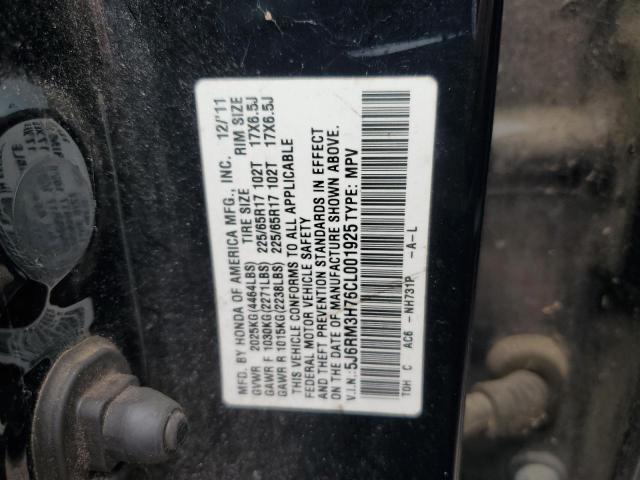 MFD. BY HONDA OF AMERICA MFG., INC. 12/'11
TIRE SIZE RIM SIZE
GVWR 2025KG(4464LBS)
GAWR F 1030KG(2271LBS) 225/65R17 102T 17X6.5J
GAWR R 1015KG(2238LBS) 225/65R17 102T 17X6.5J
THIS VEHICLE CONFORMS TO ALL APPLICABLE
FEDERAL MOTOR VEHICLE SAFETY
AND THEFT PREVENTION STANDARDS IN EFFECT
ON THE DATE OF MANUFACTURE SHOWN ABOVE.
V.I.N.: 5J6RM3H76CL001925 TYPE: MPV
TOH C AC6 -NH731P -A-L